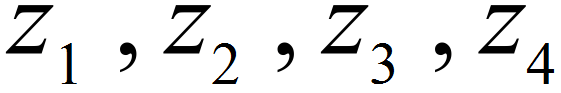 z₁ , z₂ , z₃ , z₄